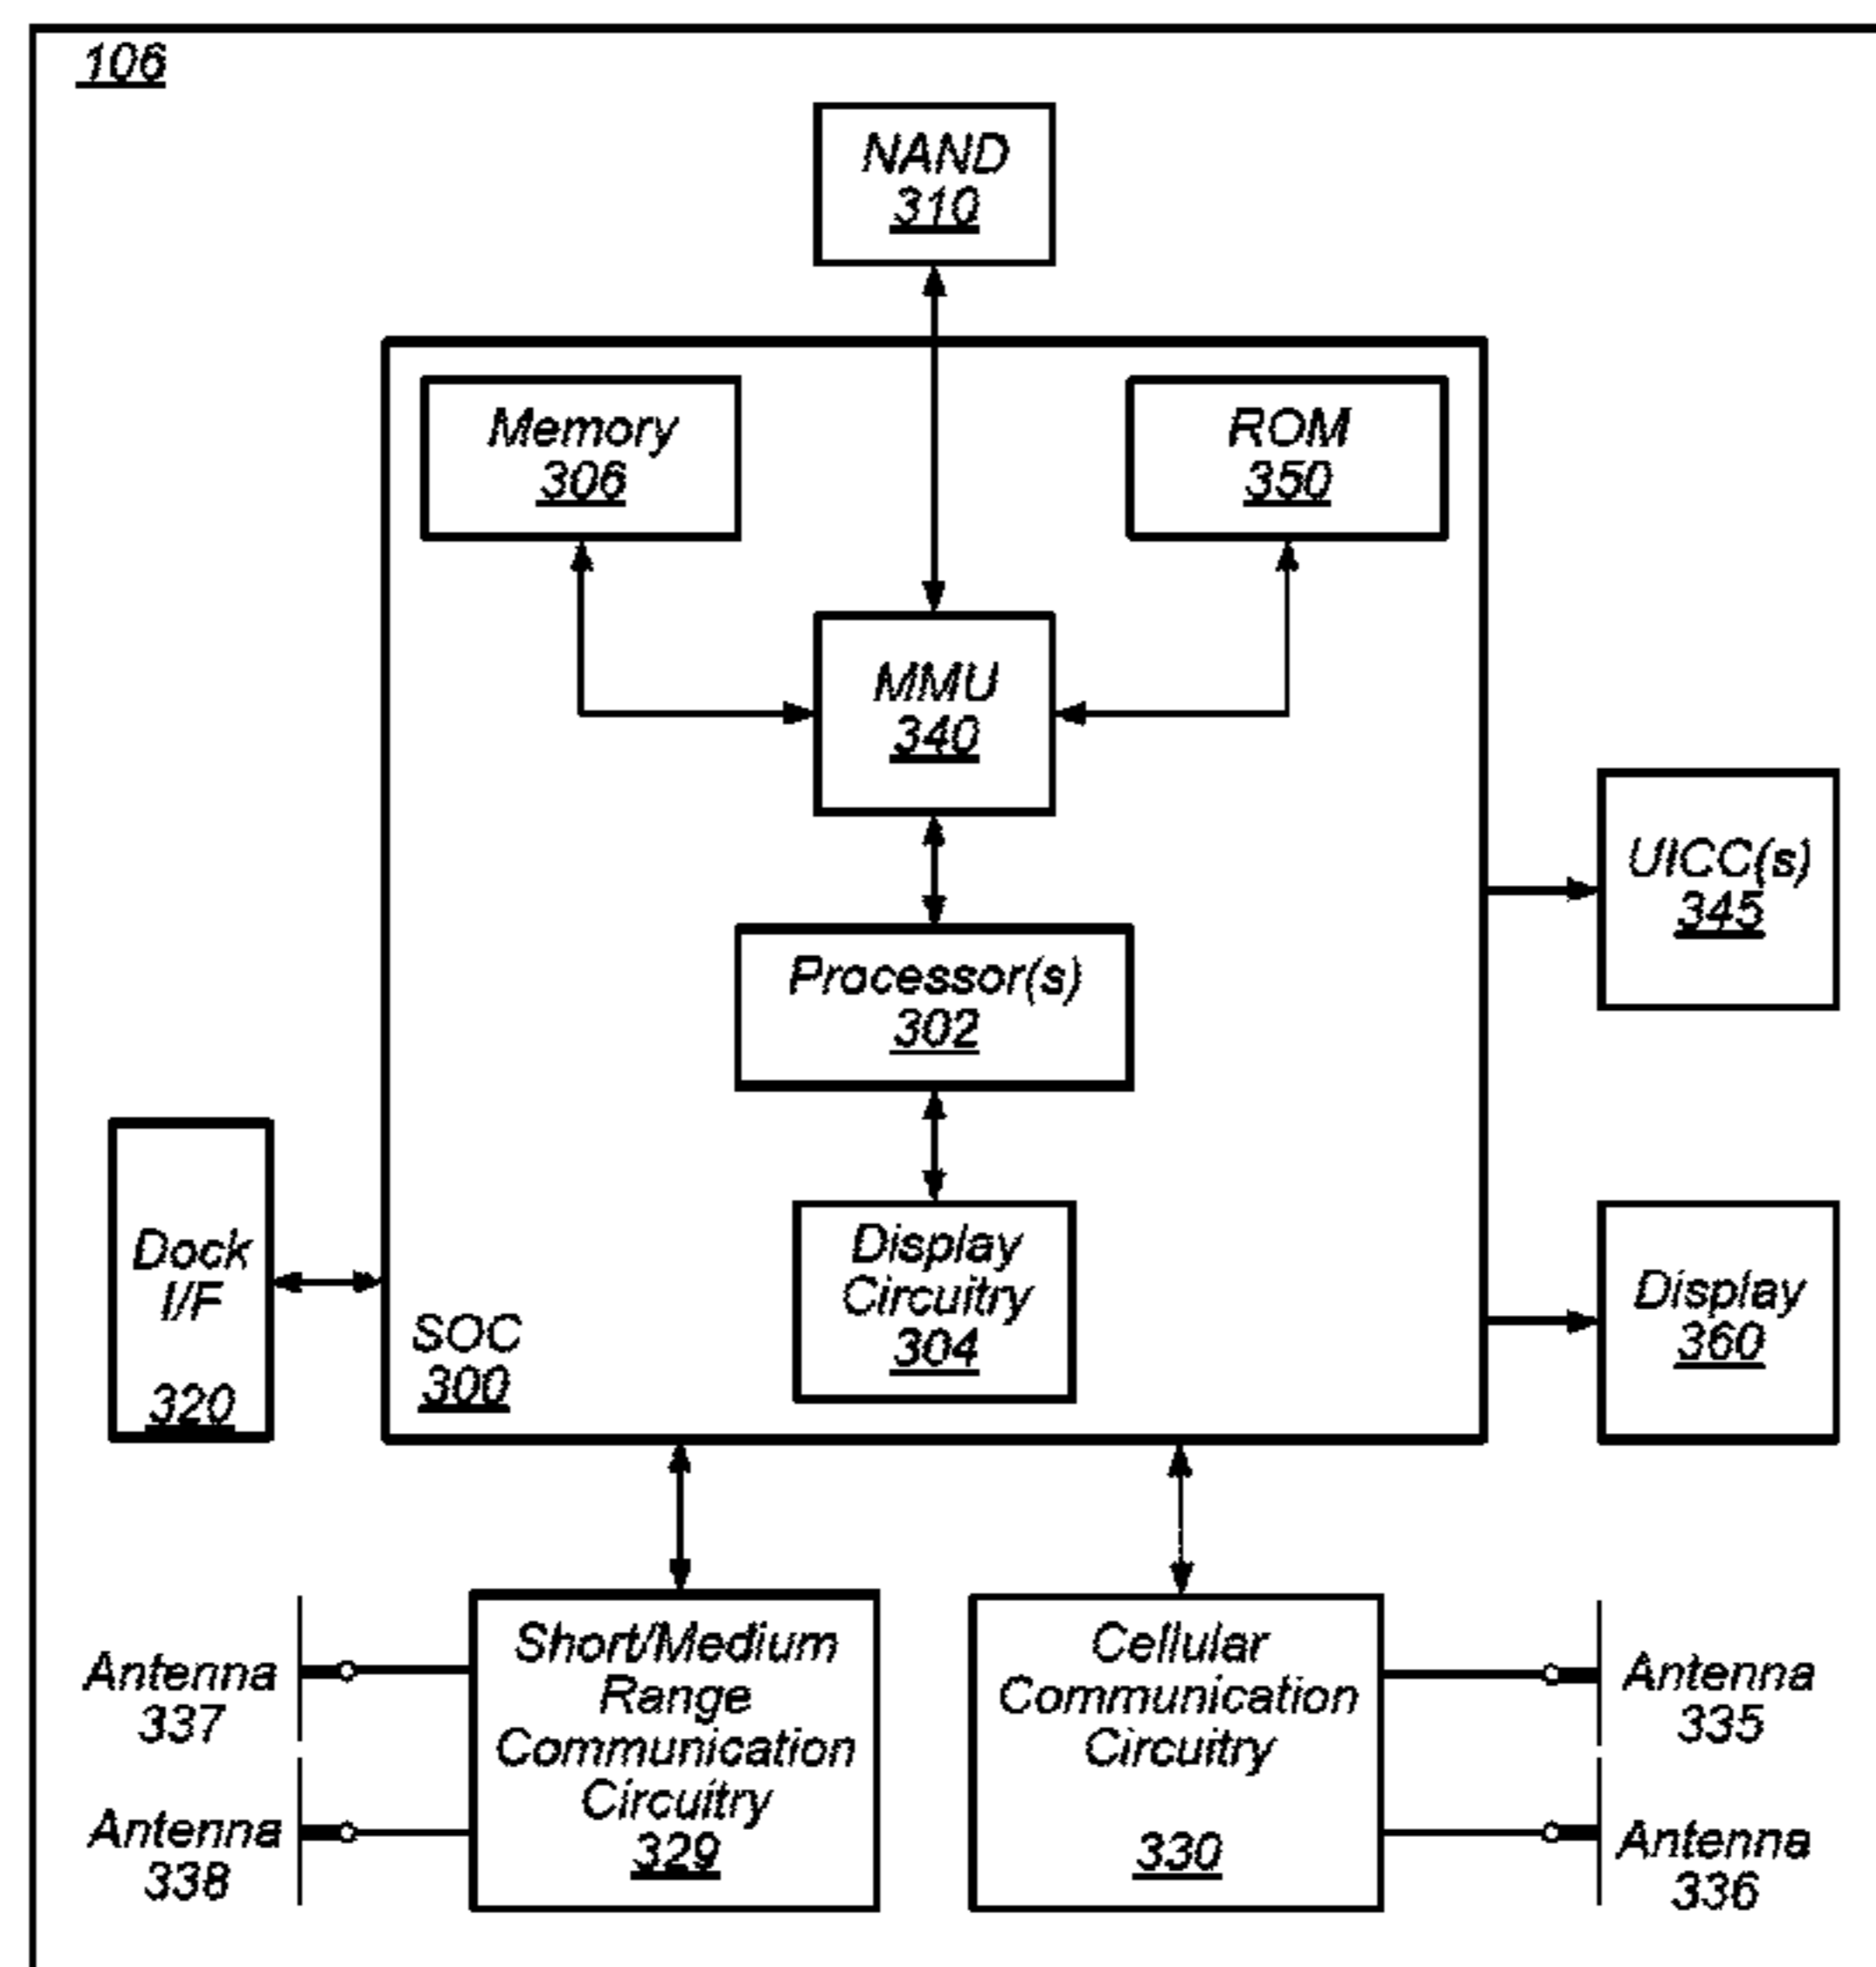 106
NAND
310
Memory
306
ROM
350
MMU
340
UICC(s)
345
Processor(s)
302
Dock
I/F
320
Display
Circuitry
304
SOC
300
Display
360
Short/Medium
Range
Communication
Circuitry
329
Cellular
Communication
Circuitry
330
Antenna
337
Antenna
338
Antenna
335
Antenna
336